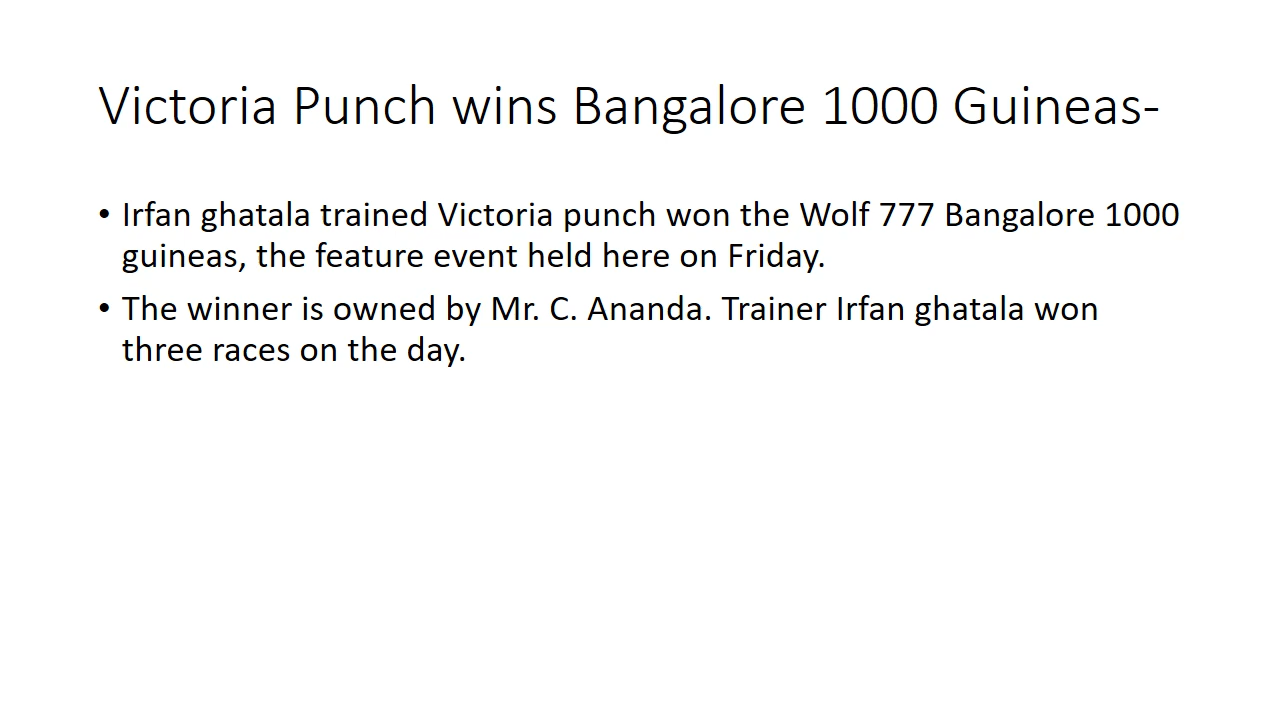 Victoria Punch wins Bangalore 1000 Guineas-
• Irfan ghatala trained Victoria punch won the Wolf 777 Bangalore 1000
guineas, the feature event held here on Friday.
• The winner is owned by Mr. C. Ananda. Trainer Irfan ghatala won
three races on the day.